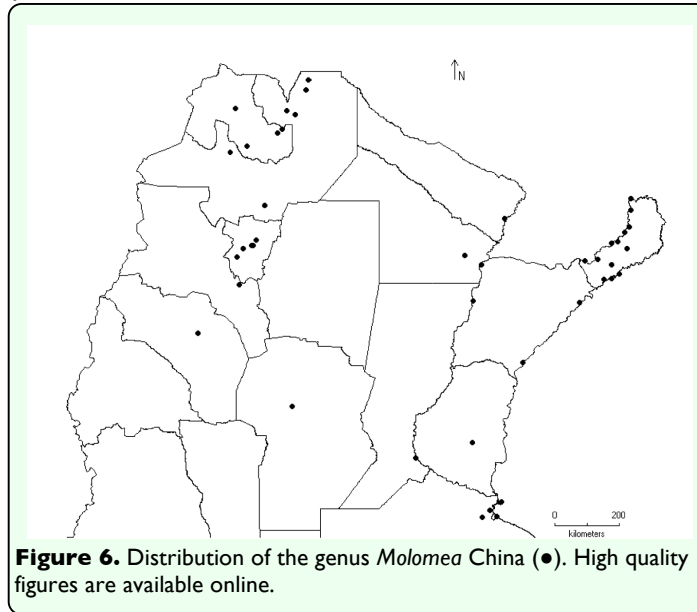 N
0 200
kilometers
Figure 6. Distribution of the genus Molomea China (●). High quality
figures are available online.